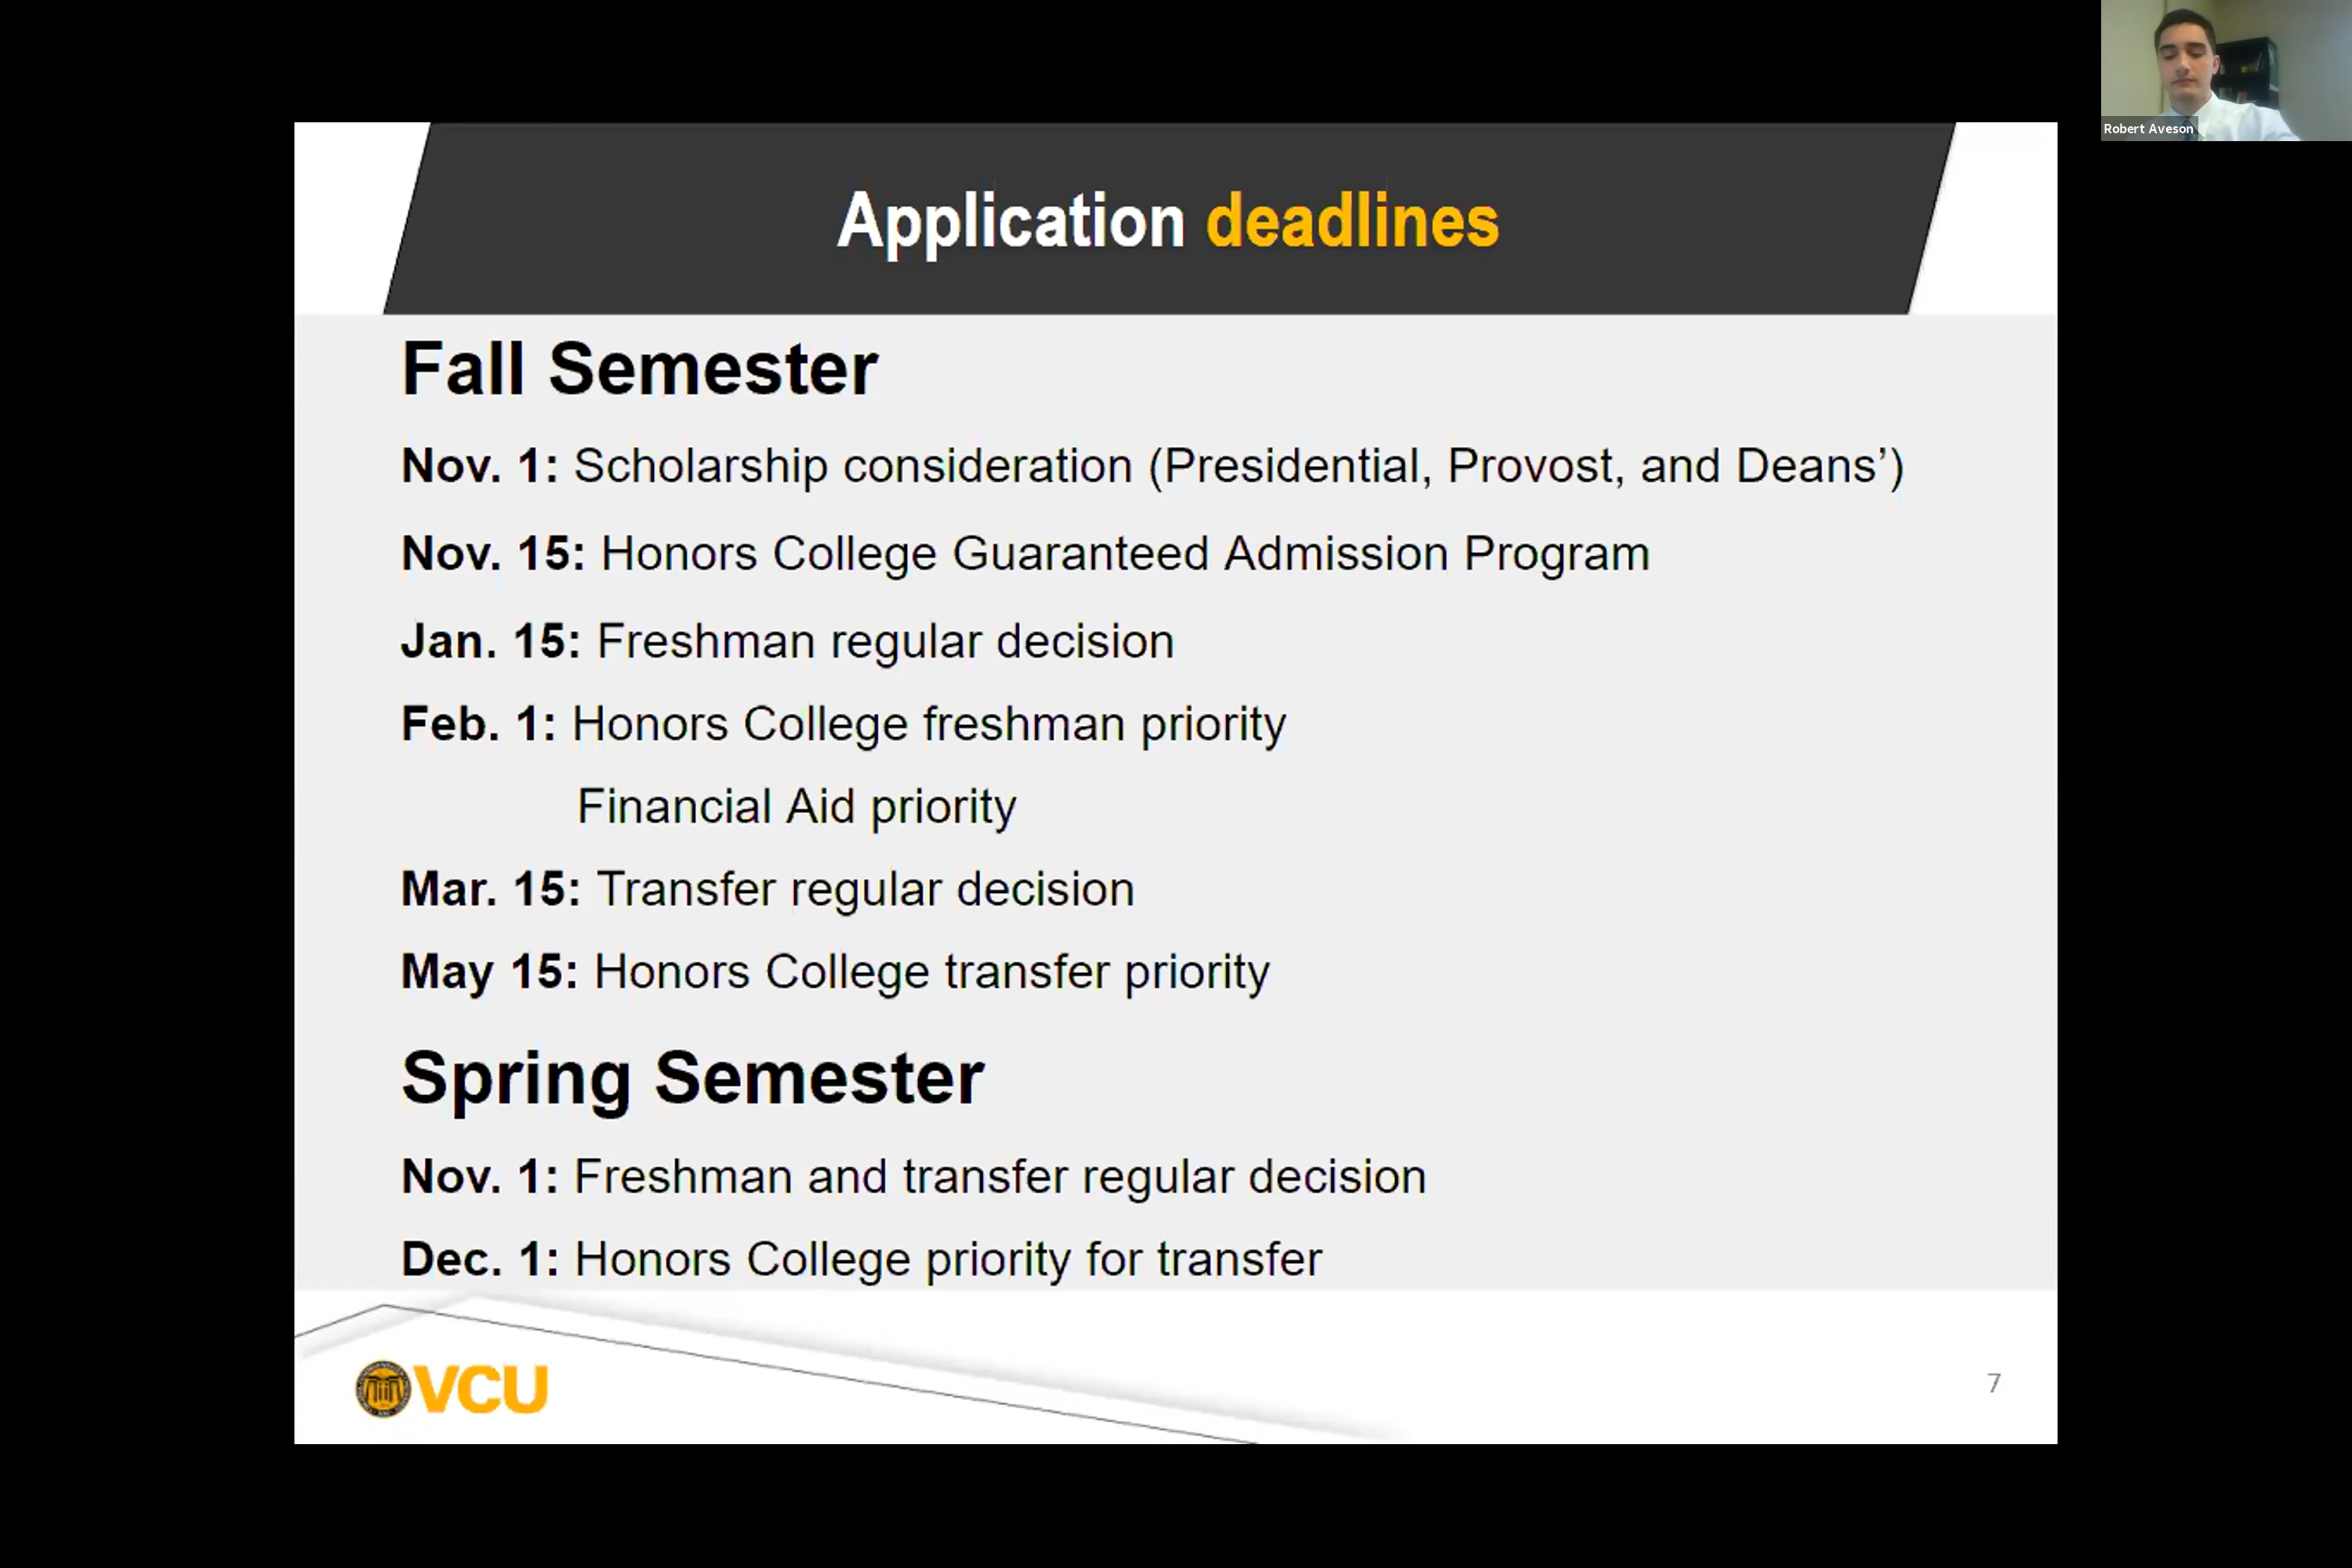 Robert Aveson
Application deadlines
Fall Semester
Nov. 1: Scholarship consideration (Presidential, Provost, and Deans’)
Nov. 15: Honors College Guaranteed Admission Program
Jan. 15: Freshman regular decision
Feb. 1: Honors College freshman priority
Financial Aid priority
Mar. 15: Transfer regular decision
May 15: Honors College transfer priority
Spring Semester
Nov. 1: Freshman and transfer regular decision
Dec. 1: Honors College priority for transfer
VCU
7